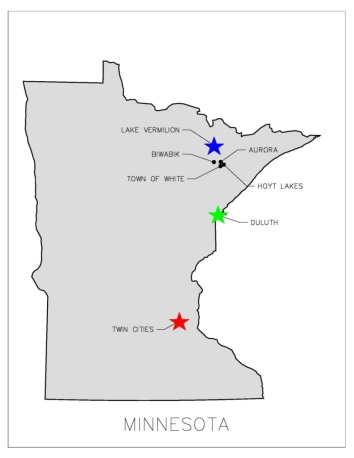 LAKE VERMILION
AURORA
BIWABIK
TOWN OF WHITE
HOYT LAKES
DULUTH
TWIN CITIES
MINNESOTA